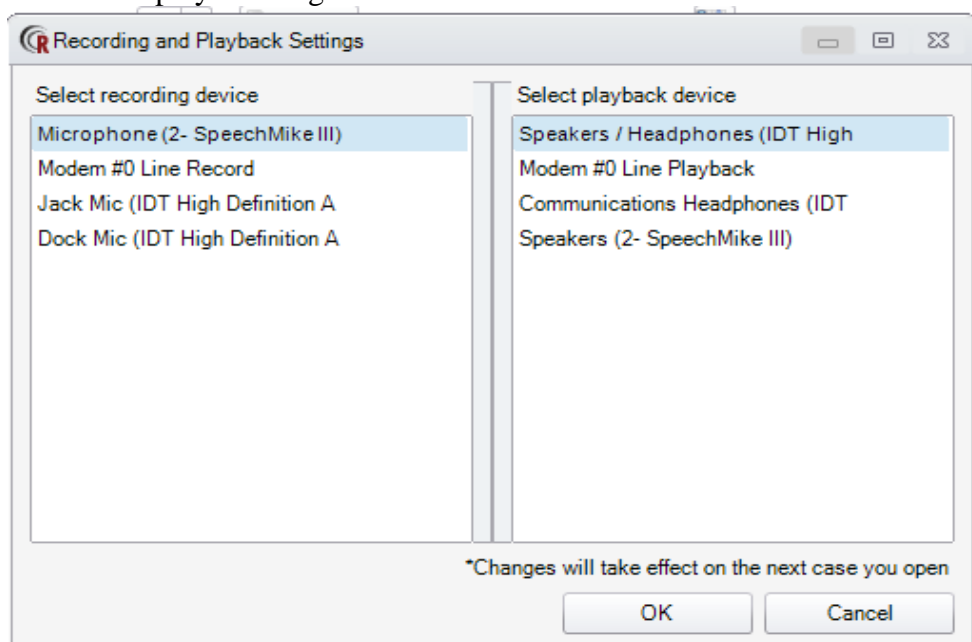 Recording and Playback Settings
Select recording device
Microphone (2- SpeechMike III)
Modem #0 Line Record
Jack Mic (IDT High Definition A
Dock Mic (IDT High Definition A
Select playback device
Speakers / Headphones (IDT High
Modem #0 Line Playback
Communications Headphones (IDT
Speakers (2- SpeechMike III)
*Changes will take effect on the next case you open
OK
Cancel